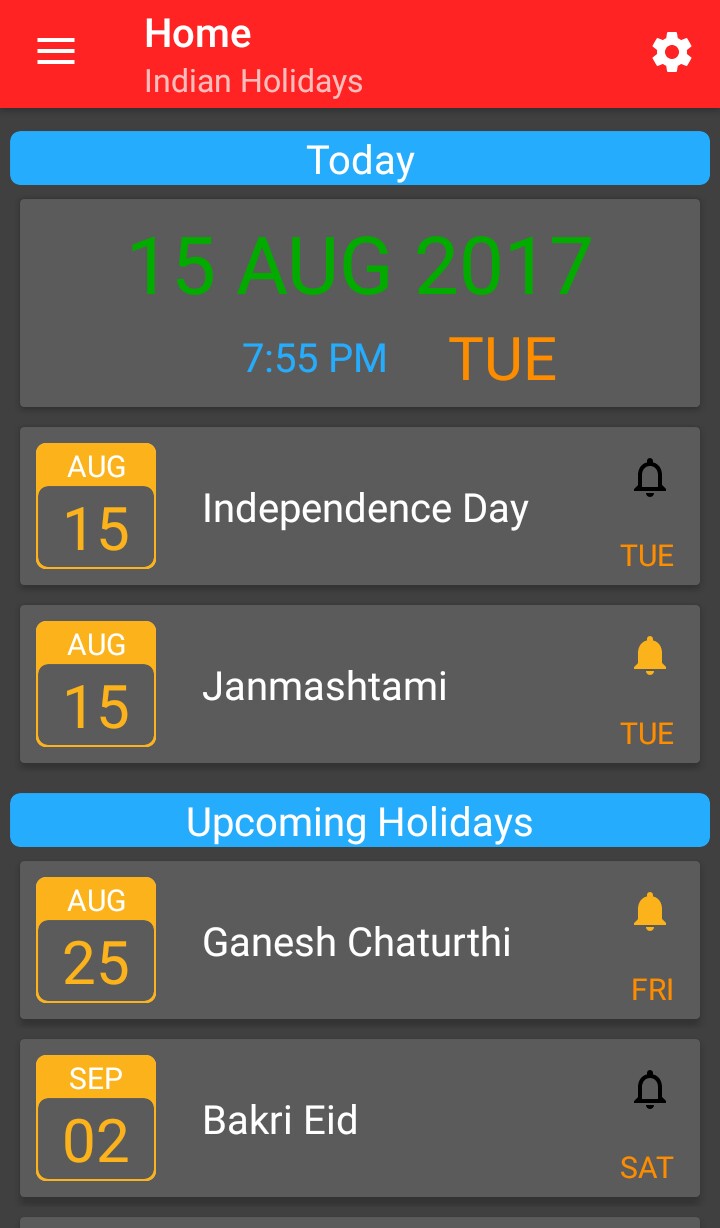 Home
Indian Holidays
Today
15 AUG 2017
7:55 PM TUE
AUG
15
Independence Day
TUE
AUG
15
Janmashtami
TUE
Upcoming Holidays
AUG
25
Ganesh Chaturthi
FRI
SEP
02
Bakri Eid
SAT